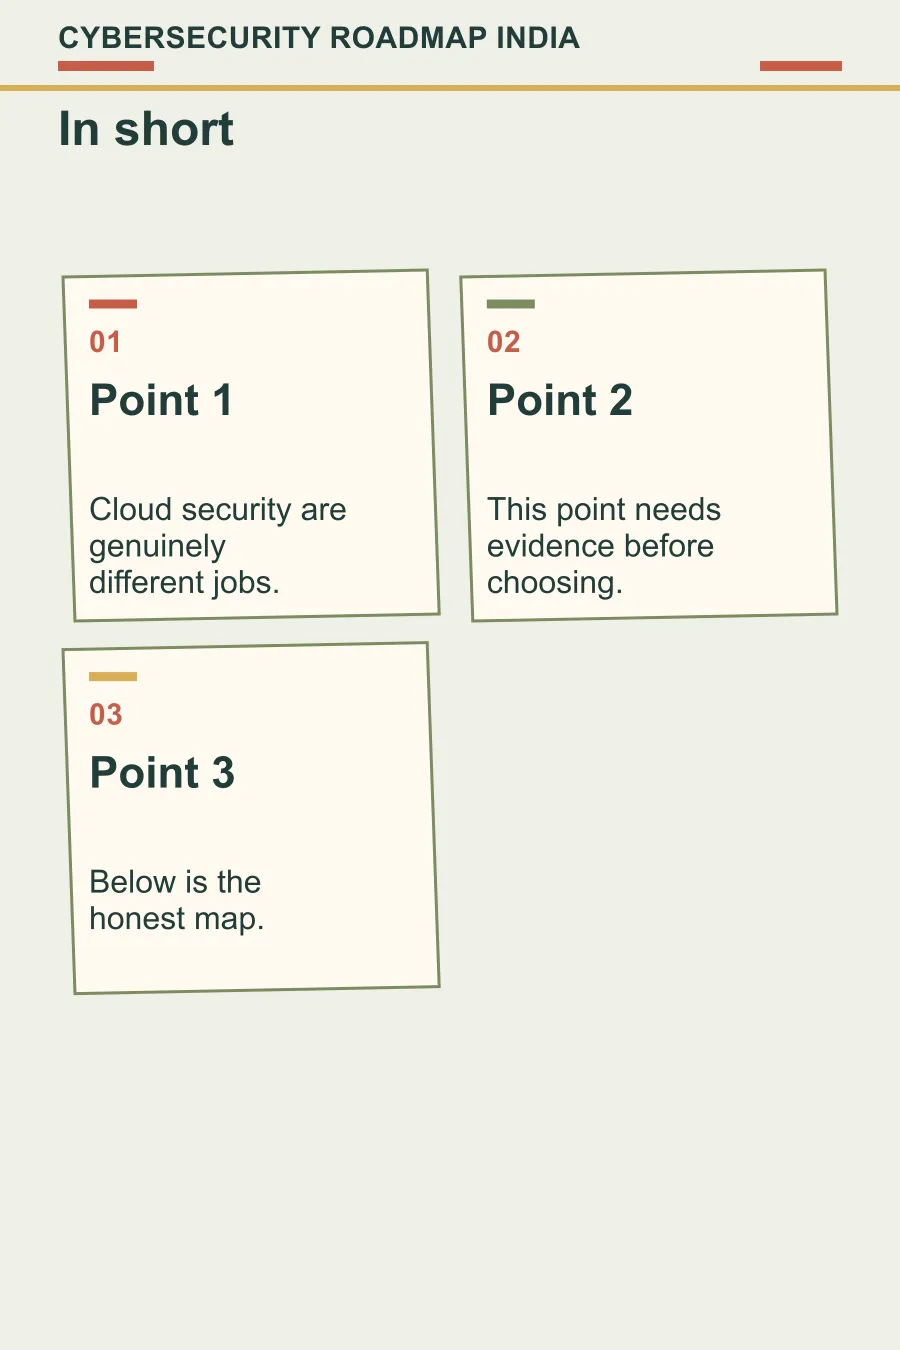 CYBERSECURITY ROADMAP INDIA
In short
01
Point 1
Cloud security are
genuinely
different jobs.
02
Point 2
This point needs
evidence before
choosing.
03
Point 3
Below is the
honest map.